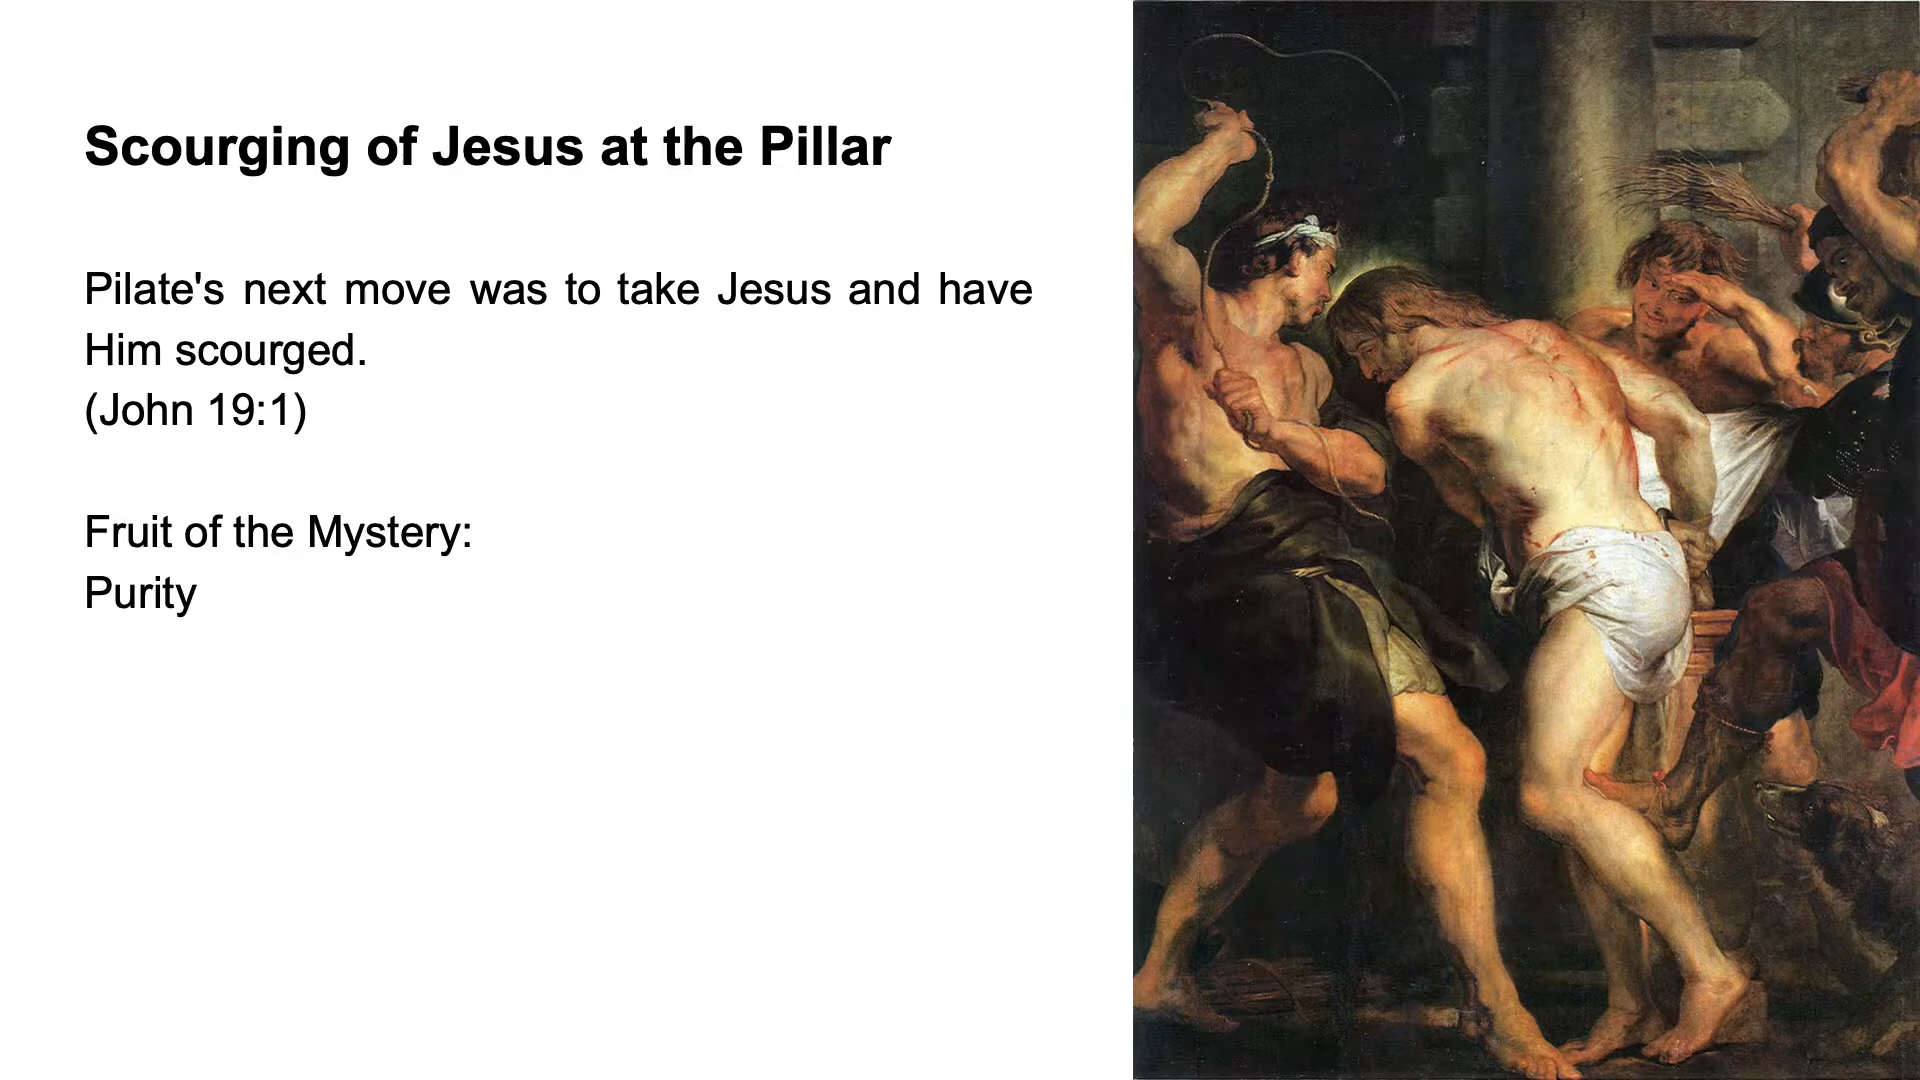 Scourging of Jesus at the Pillar
Pilate's next move was to take Jesus and have
Him scourged.
(John 19:1)
Fruit of the Mystery:
Purity